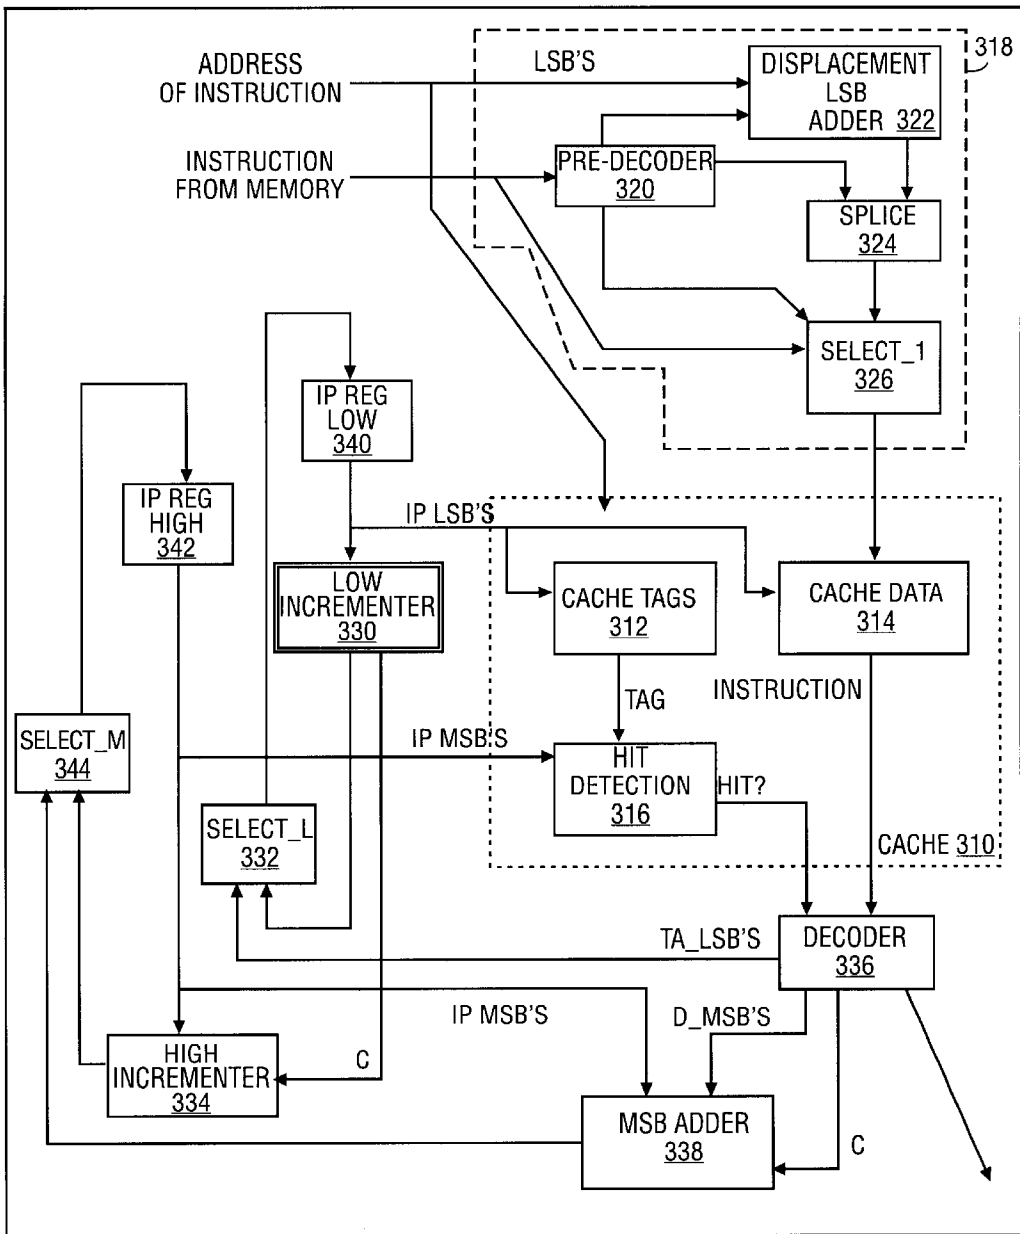 318
ADDRESS
OF INSTRUCTION
LSB'S
DISPLACEMENT
LSB
ADDER 322
INSTRUCTION
FROM MEMORY
PRE-DECODER
320
SPLICE
324
SELECT_1
326
IP REG
LOW
340
IP REG
HIGH
342
IP LSB'S
LOW
INCREMENTER
330
CACHE TAGS
312
CACHE DATA
314
TAG
INSTRUCTION
SELECT_M
344
IP MSB'S
HIT
DETECTION
316
HIT?
SELECT_L
332
CACHE 310
TA_LSB'S
DECODER
336
IP MSB'S
D_MSB'S
HIGH
INCREMENTER
334
C
MSB ADDER
338
C